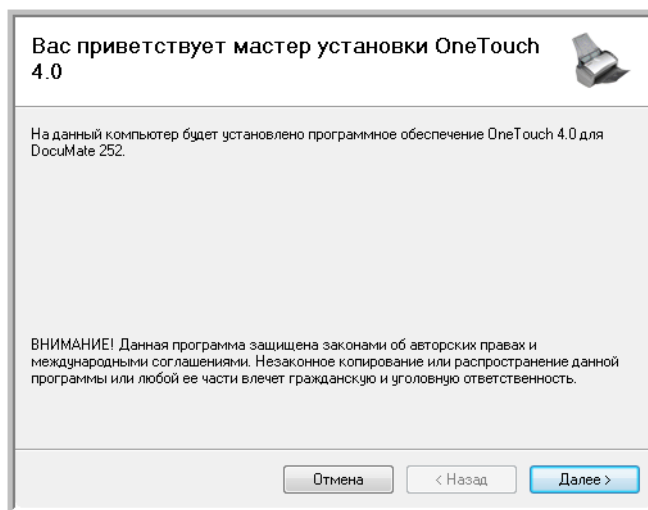 Вас приветствует мастер установки OneTouch
4.0
На данный компьютер будет установлено программное обеспечение OneTouch 4.0 для
DocuMate 252.
ВНИМАНИЕ! Данная программа защищена законами об авторских правах и
международными соглашениями. Незаконное копирование или распространение данной
программы или любой ее части влечет гражданскую и уголовную ответственность.
Отмена < Назад Далее >